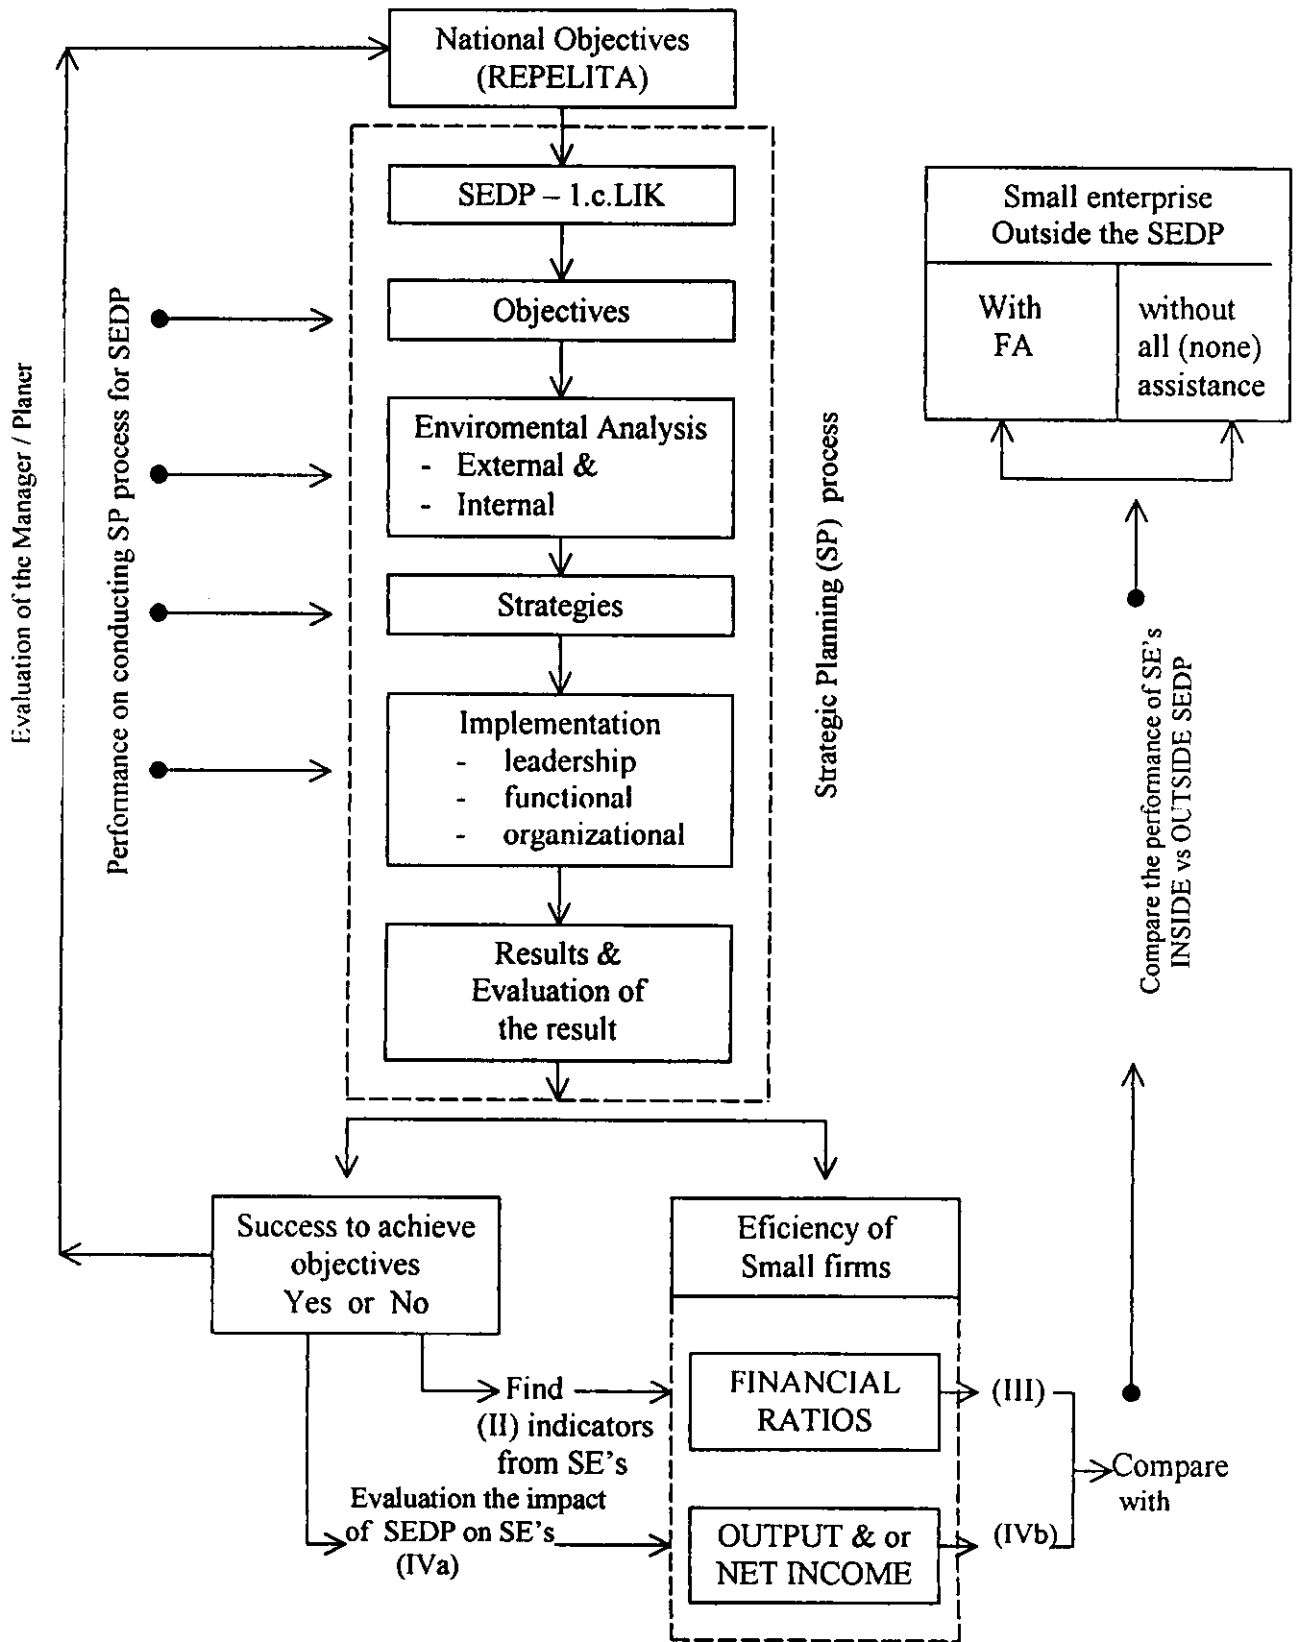 National Objectives
(REPELITA)
SEDP – 1.c.LIK
Objectives
Enviromental Analysis
- External &
- Internal
Strategies
Implementation
- leadership
- functional
- organizational
Results &
Evaluation of
the result
Evaluation of the Manager / Planer
Performance on conducting SP process for SEDP
Strategic Planning (SP) process
Small enterprise
Outside the SEDP
With
FA
without
all (none)
assistance
Compare the performance of SE's
INSIDE vs OUTSIDE SEDP
Success to achieve
objectives
Yes or No
Eficiency of
Small firms
Find
(II) indicators
from SE's
FINANCIAL
RATIOS
(III)
Evaluation the impact
of SEDP on SE's
(IVa)
OUTPUT & or
NET INCOME
(IVb)
Compare
with